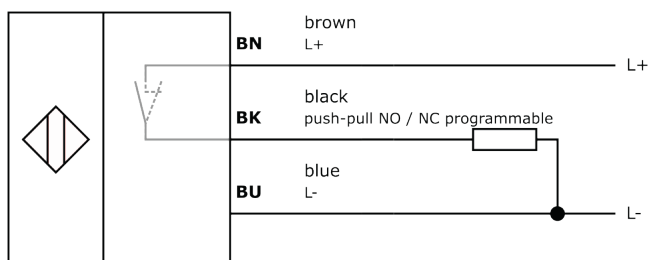 brown
BN L+
L+
black
BK push-pull NO / NC programmable
blue
BU L-
L-